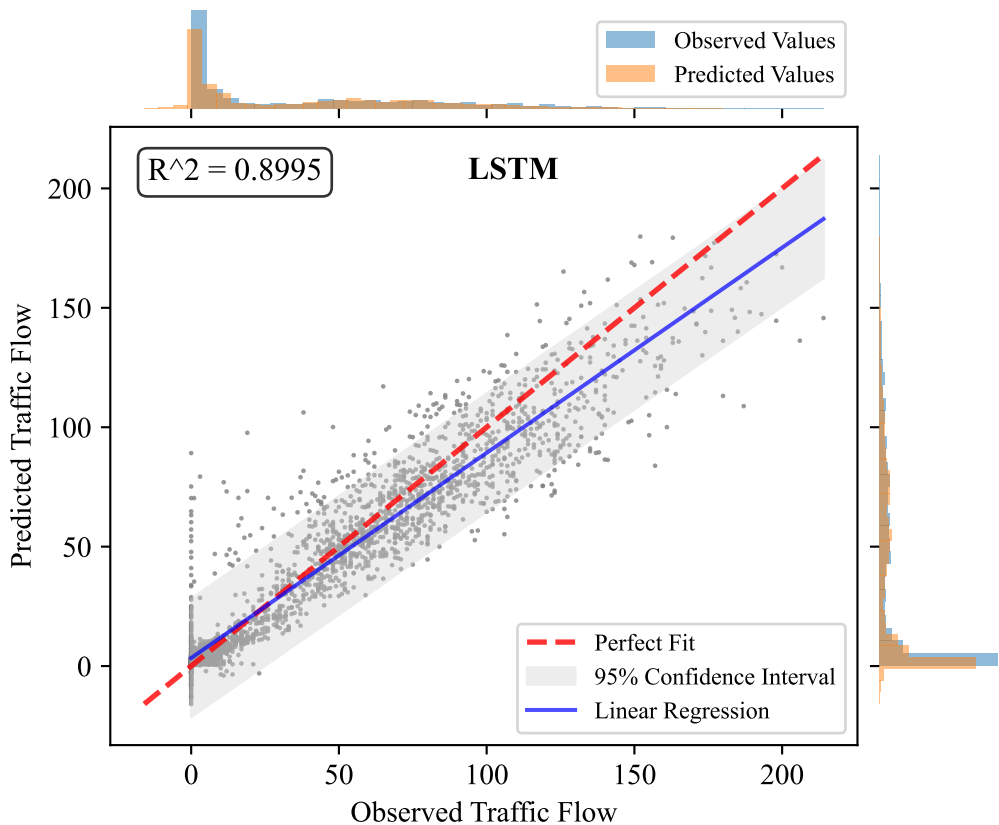 Observed Values
Predicted Values
R^2 = 0.8995
LSTM
200
150
100
50
0
Predicted Traffic Flow
Perfect Fit
95% Confidence Interval
Linear Regression
0
50
100
150
200
Observed Traffic Flow